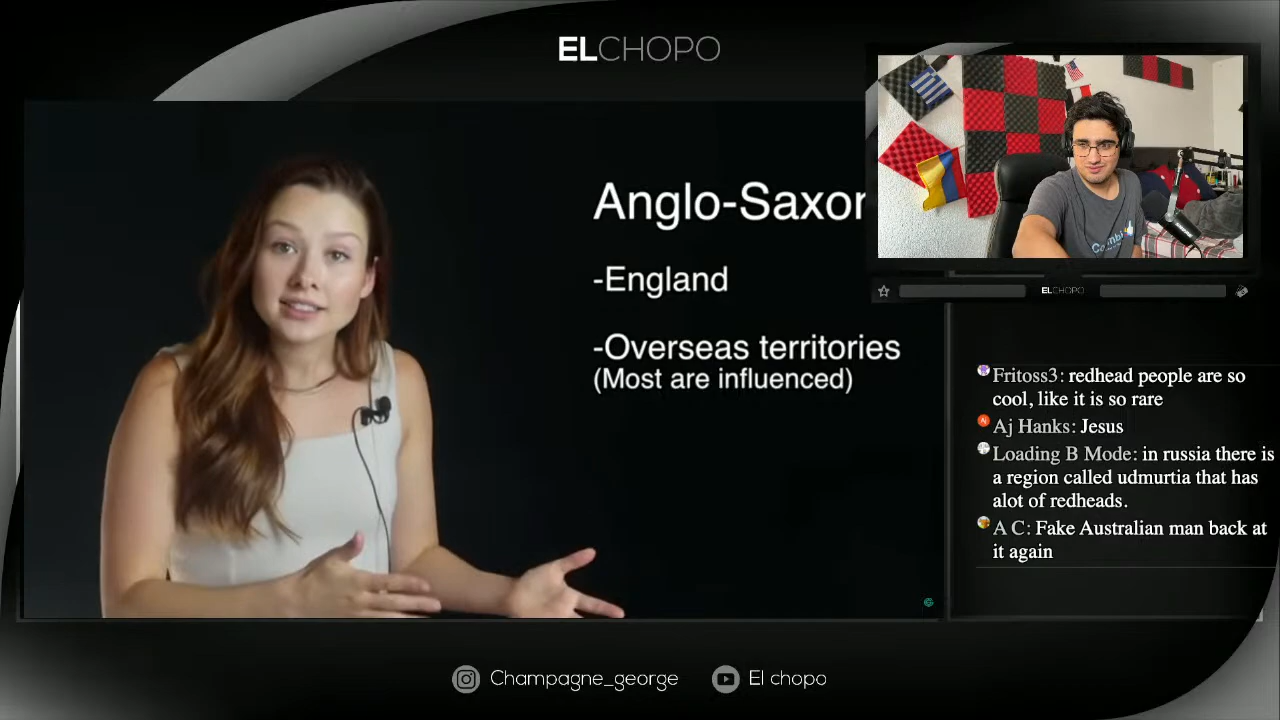 ELCHOPO
Anglo-Saxon
-England
-Overseas territories
(Most are influenced)
ELCHOPO
Fritoss3: redhead people are so
cool, like it is so rare
Aj Hanks: Jesus
Loading B Mode: in russia there is
a region called udmurtia that has
alot of redheads.
A C: Fake Australian man back at
it again
Champagne_george
El chopo